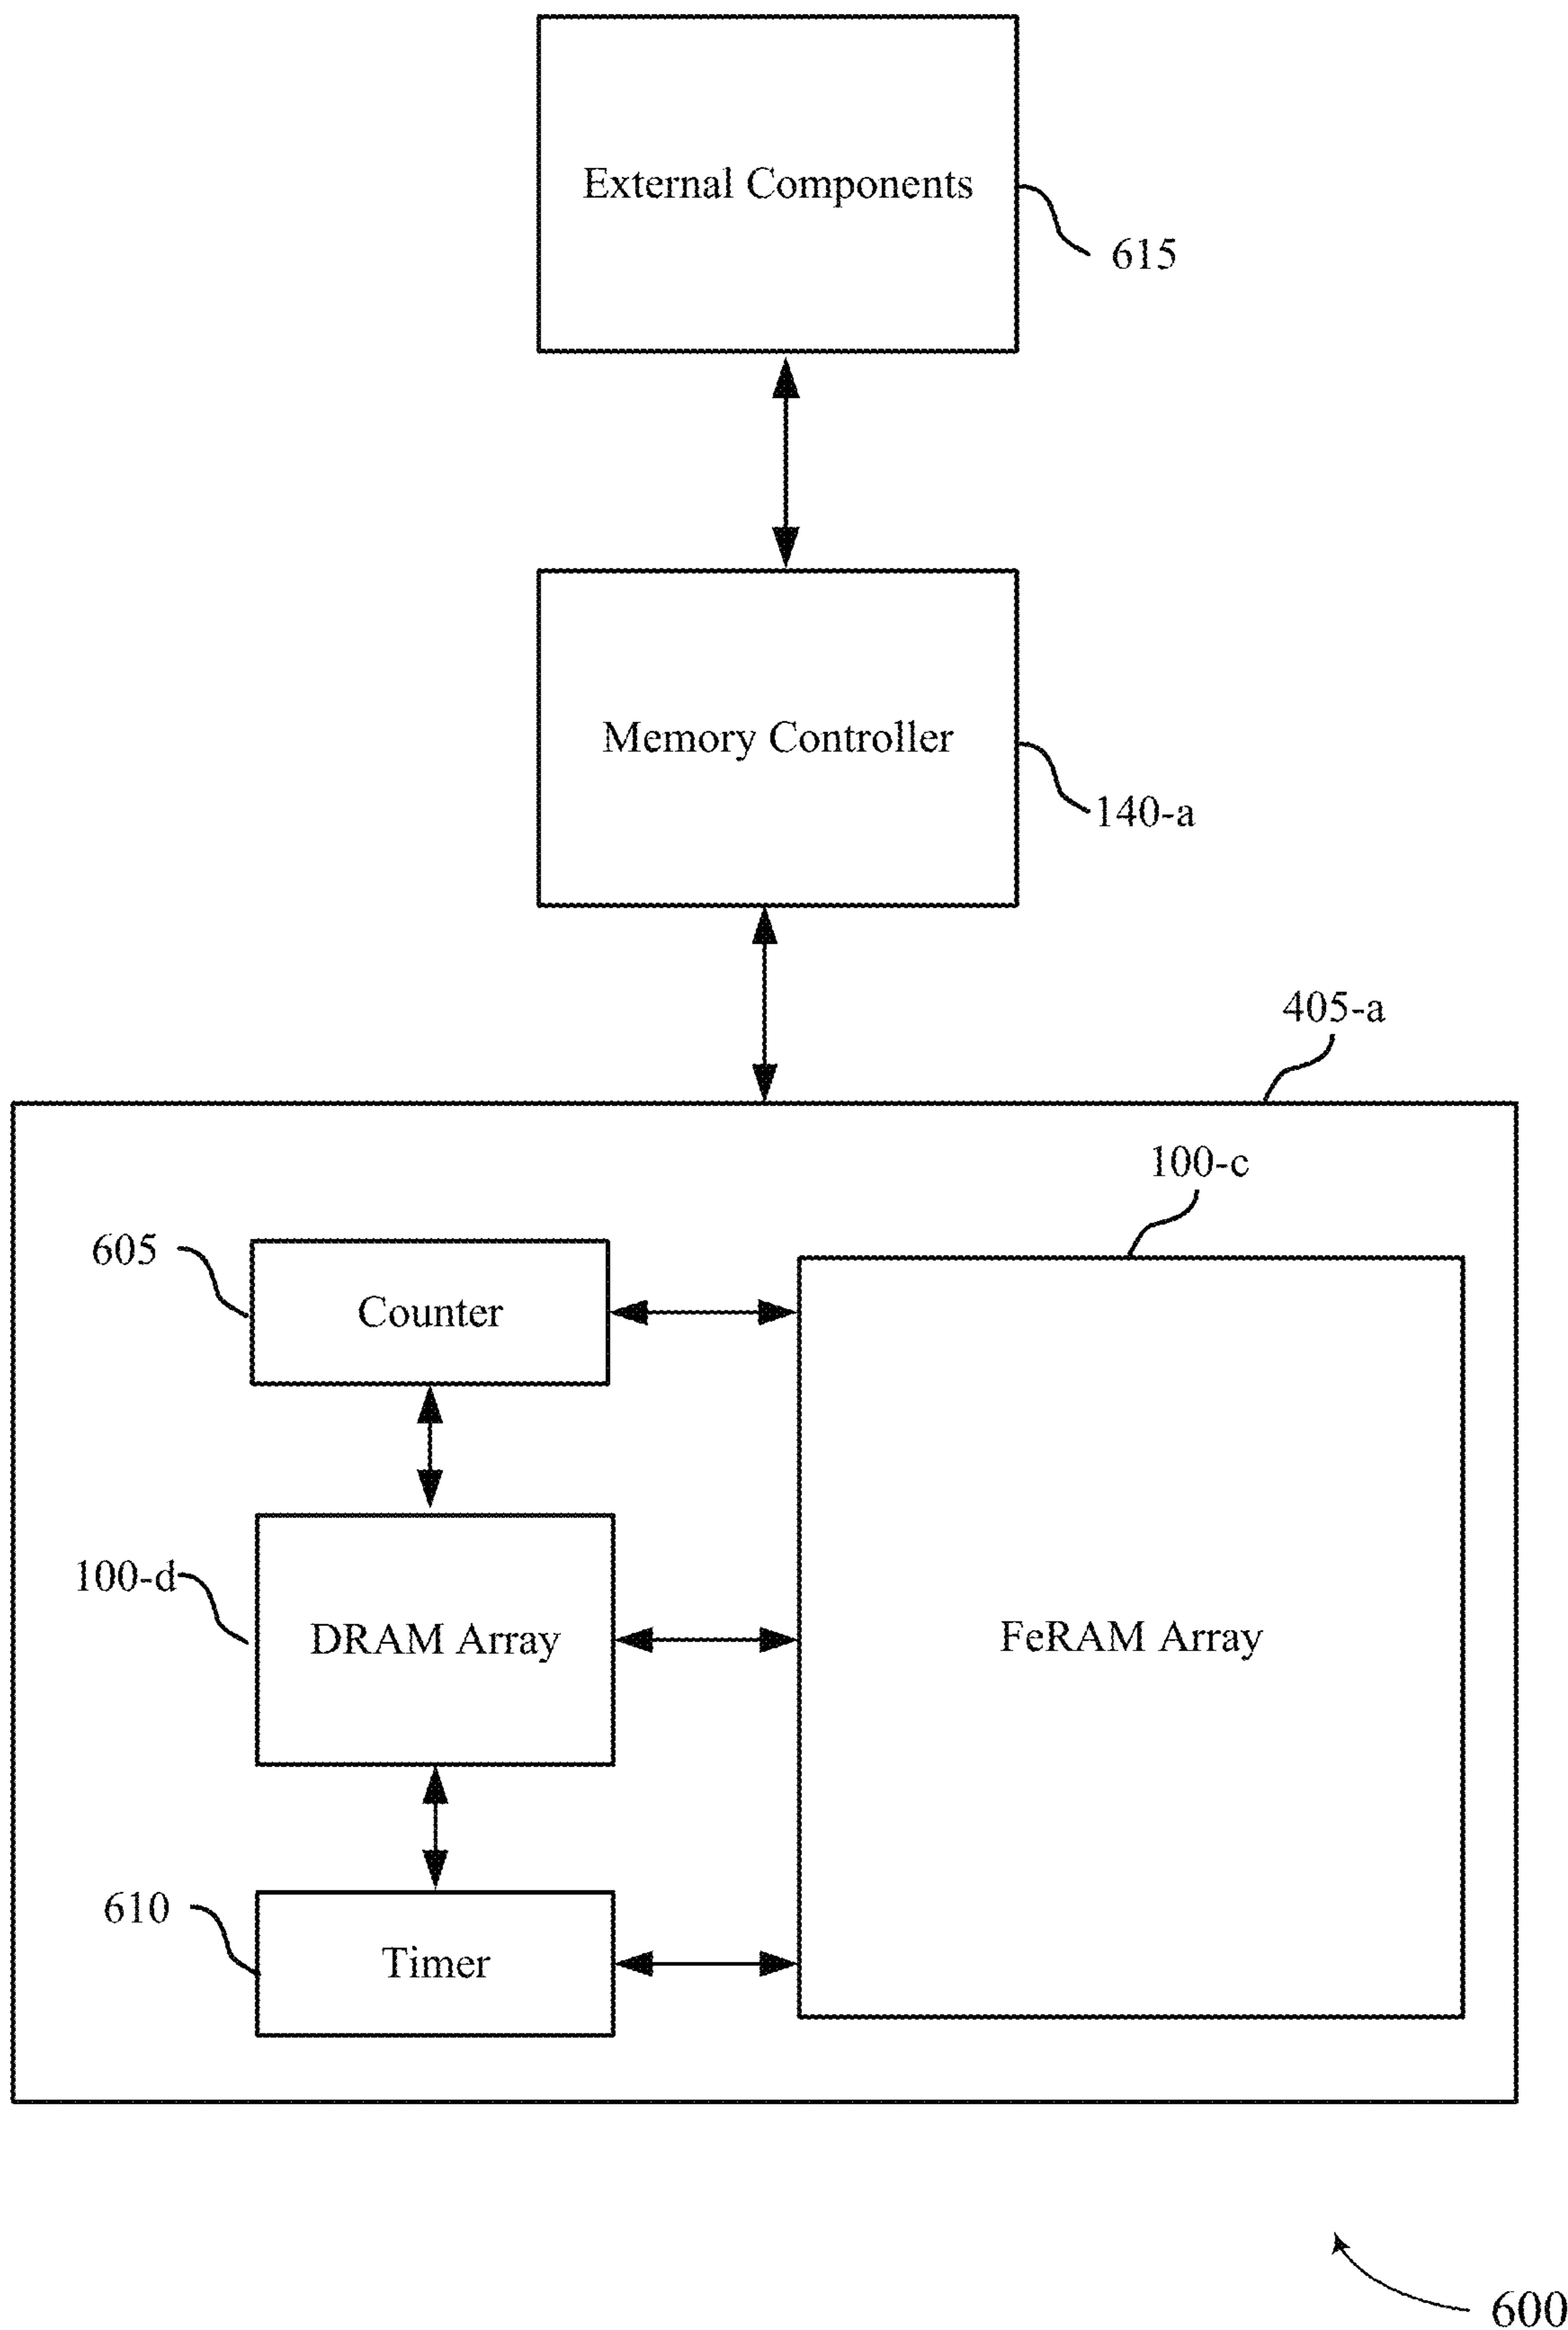 External Components
615
Memory Controller
140-a
405-a
100-c
605
Counter
100-d
DRAM Array
FeRAM Array
610
Timer
600